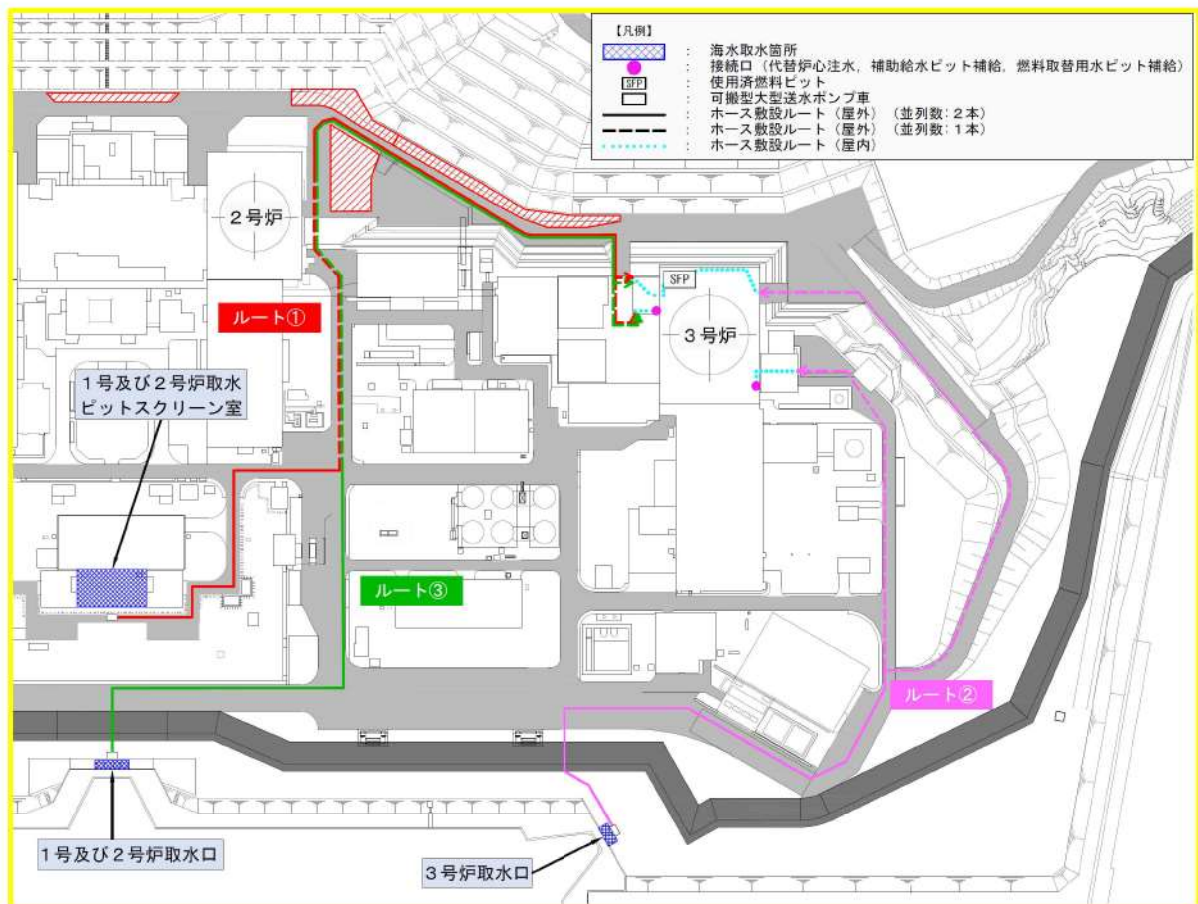 【凡例】
： 海水取水箇所
： 接続口（代替炉心注水，補助給水ピット補給，燃料取替用水ピット補給）
SFP ： 使用済燃料ピット
： 可搬型大型送水ポンプ車
： ホース敷設ルート（屋外）（並列数：２本）
： ホース敷設ルート（屋外）（並列数：１本）
： ホース敷設ルート（屋内）
２号炉
SFP
ルート①
３号炉
１号及び２号炉取水
ピットスクリーン室
ルート③
ルート②
１号及び２号炉取水口
３号炉取水口